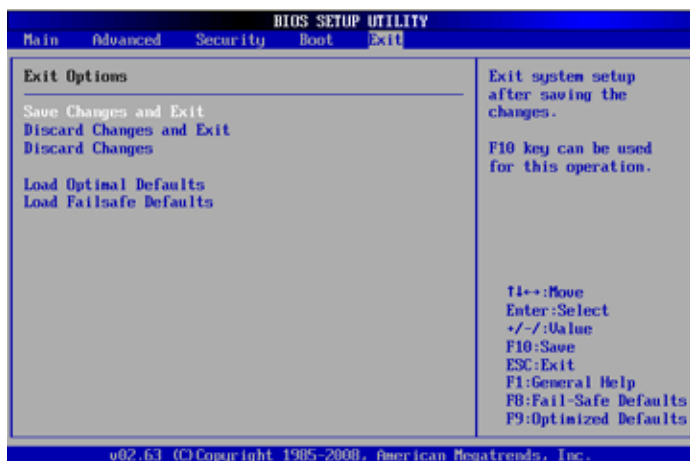 BIOS SETUP UTILITY
Main Advanced Security Boot Exit
Exit Options
Save Changes and Exit
Discard Changes and Exit
Discard Changes
Load Optimal Defaults
Load Failsafe Defaults
Exit system setup
after saving the
changes.
F10 key can be used
for this operation.
↑↓←→:Move
Enter:Select
+/-/:Value
F10:Save
ESC:Exit
F1:General Help
F8:Fail-Safe Defaults
F9:Optimized Defaults
v02.63 (C)Copyright 1985-2008, American Megatrends, Inc.